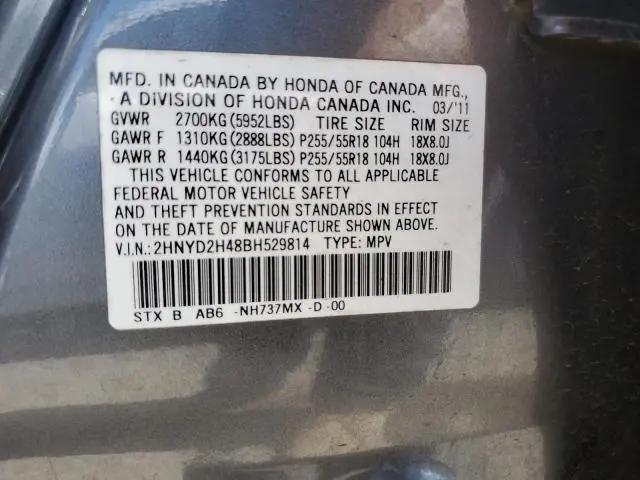 MFD. IN CANADA BY HONDA OF CANADA MFG.,
A DIVISION OF HONDA CANADA INC. 03/'11
GVWR 2700KG(5952LBS) TIRE SIZE RIM SIZE
GAWR F 1310KG(2888LBS) P255/55R18 104H 18X8.0J
GAWR R 1440KG(3175LBS) P255/55R18 104H 18X8.0J
THIS VEHICLE CONFORMS TO ALL APPLICABLE
FEDERAL MOTOR VEHICLE SAFETY
AND THEFT PREVENTION STANDARDS IN EFFECT
ON THE DATE OF MANUFACTURE SHOWN ABOVE.
V.I.N.:2HNYD2H48BH529814 TYPE: MPV
STX B AB6 -NH737MX -D -00